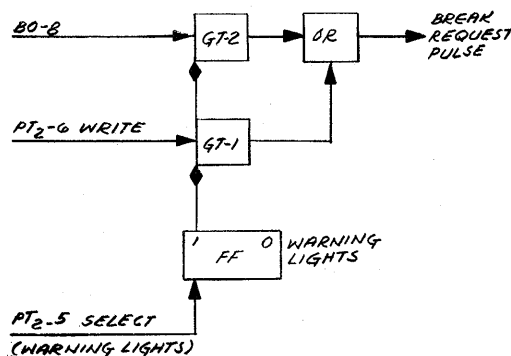 BO-8
GT-2
OR
BREAK
REQUEST
PULSE
PT2-6 WRITE
GT-1
1 0
FF
WARNING
LIGHTS
PT2-5 SELECT
(WARNING LIGHTS)